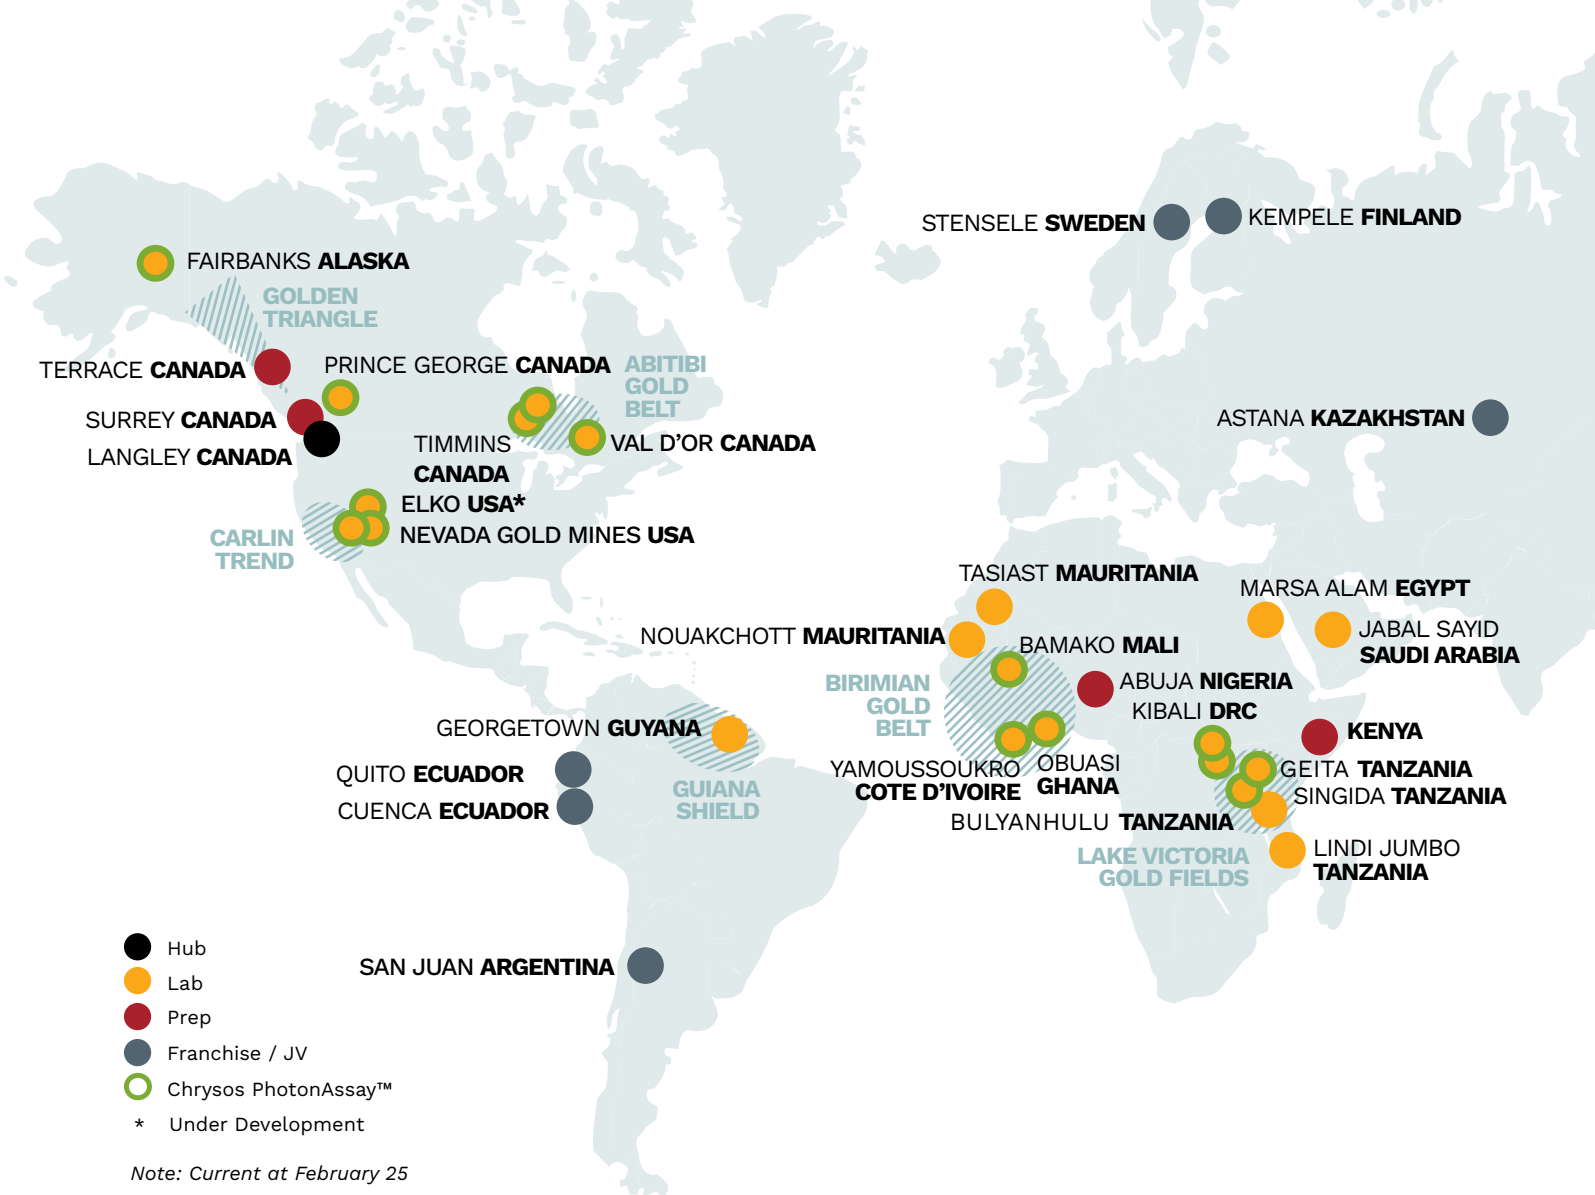 STENSELE SWEDEN
KEMPELE FINLAND
FAIRBANKS ALASKA
GOLDEN
TRIANGLE
TERRACE CANADA
PRINCE GEORGE CANADA
ABITIBI
GOLD
BELT
SURREY CANADA
LANGLEY CANADA
TIMMINS
CANADA
VAL D'OR CANADA
ASTANA KAZAKHSTAN
ELKO USA*
NEVADA GOLD MINES USA
CARLIN
TREND
TASIAST MAURITANIA
MARSA ALAM EGYPT
NOUAKCHOTT MAURITANIA
JABAL SAYID
SAUDI ARABIA
BAMAKO MALI
BIRIMIAN
GOLD
BELT
ABUJA NIGERIA
KIBALI DRC
KENYA
GEORGETOWN GUYANA
QUITO ECUADOR
CUENCA ECUADOR
GUIANA
SHIELD
YAMOUSSOUKRO
COTE D'IVOIRE
OBUASI
GHANA
GEITA TANZANIA
SINGIDA TANZANIA
BULYANHULU TANZANIA
LAKE VICTORIA
GOLD FIELDS
LINDI JUMBO
TANZANIA
SAN JUAN ARGENTINA
Hub
Lab
Prep
Franchise / JV
Chrysos PhotonAssay™
* Under Development
Note: Current at February 25